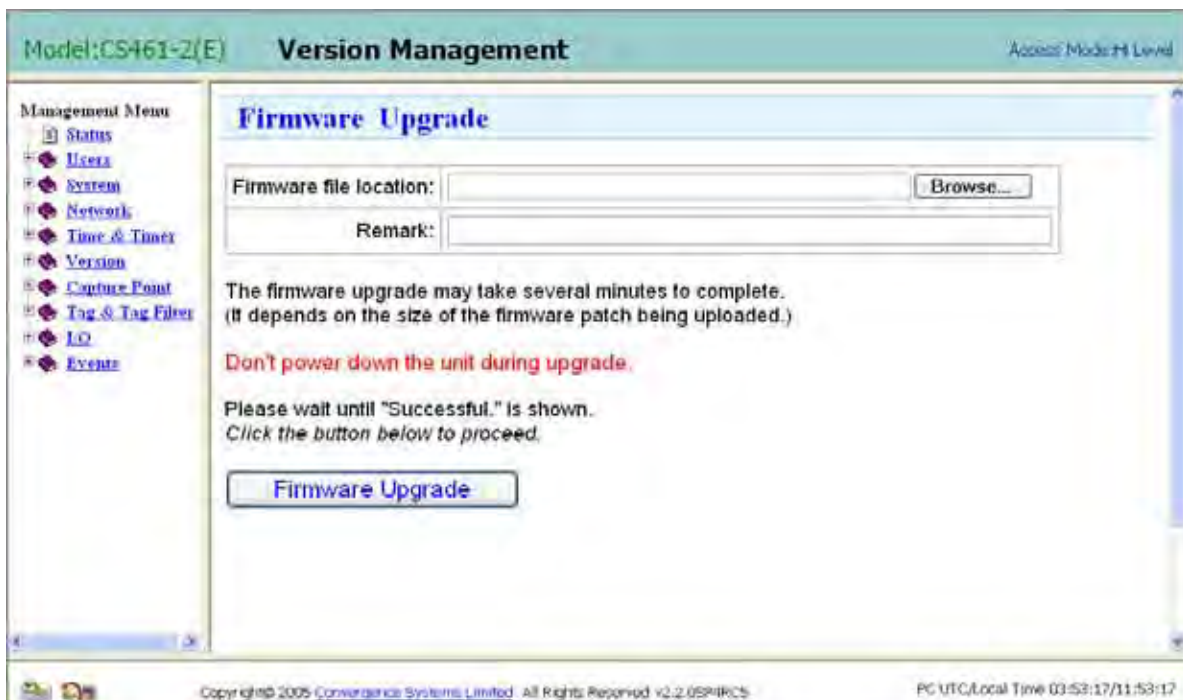 Model:CS461-2(E)
Version Management
Access Mode:Hi Level
Management Menu
Status
Users
System
Network
Time & Timer
Version
Capture Point
Tag & Tag Filter
I.O
Events
Firmware Upgrade
Firmware file location:
Browse...
Remark:
The firmware upgrade may take several minutes to complete.
(It depends on the size of the firmware patch being uploaded.)
Don't power down the unit during upgrade.
Please wait until "Successful." is shown.
Click the button below to proceed.
Firmware Upgrade
Copyright© 2005 Convergence Systems Limited All Rights Reserved
PC UTC/Local Time 03:53:17/11:53:17